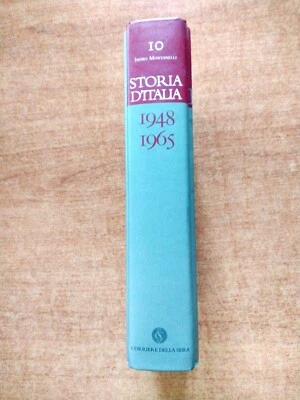 10
INDRO MONTANELLI
STORIA
D'ITALIA
1948
1965
CORRIERE DELLA SERA